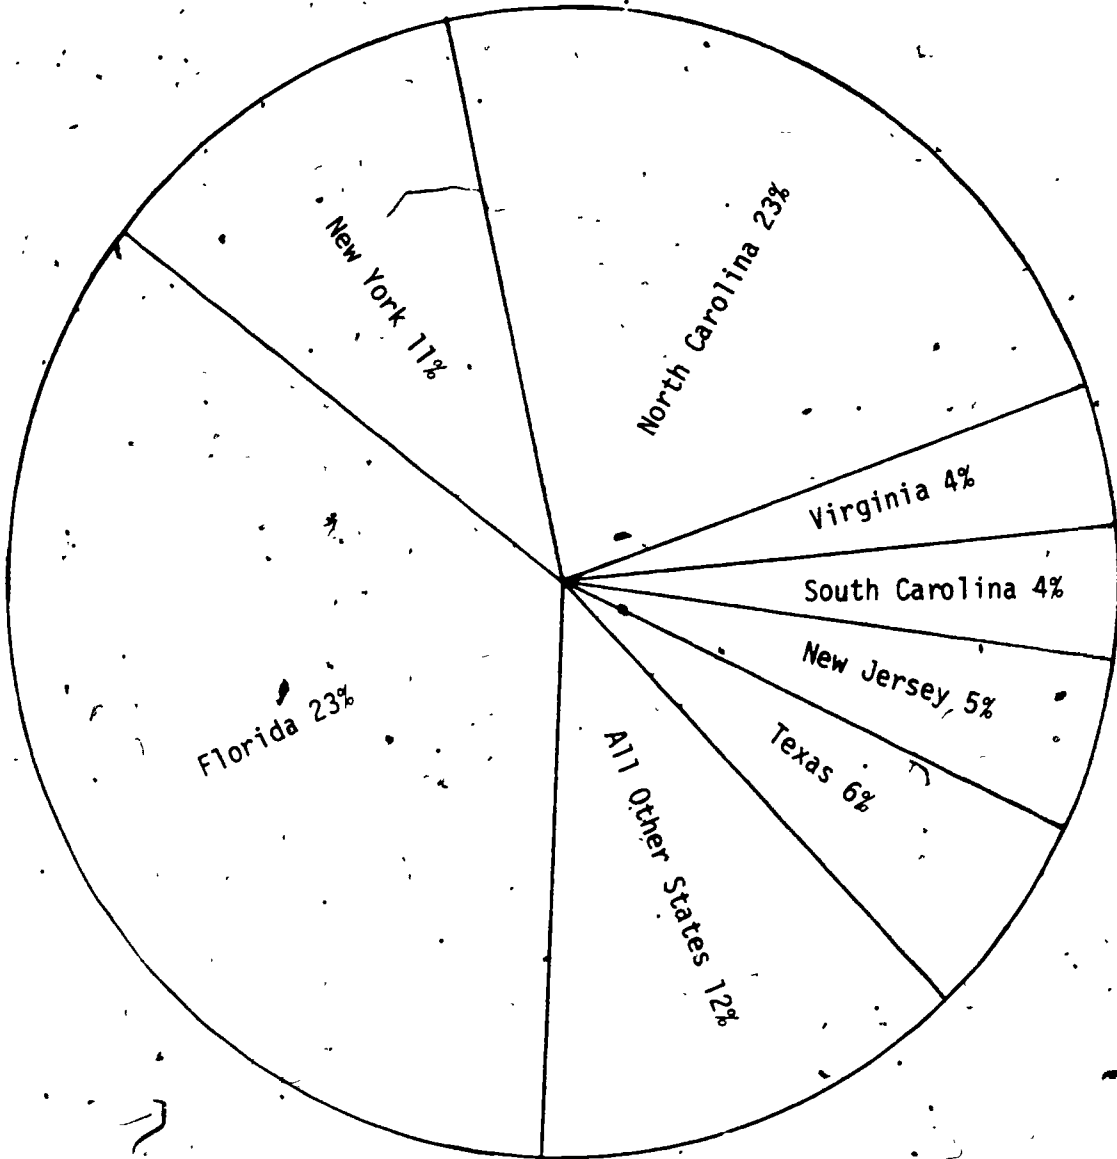 New York 11%
North Carolina 23%
Virginia 4%
South Carolina 4%
New Jersey 5%
Texas 6%
All Other States 12%
Florida 23%